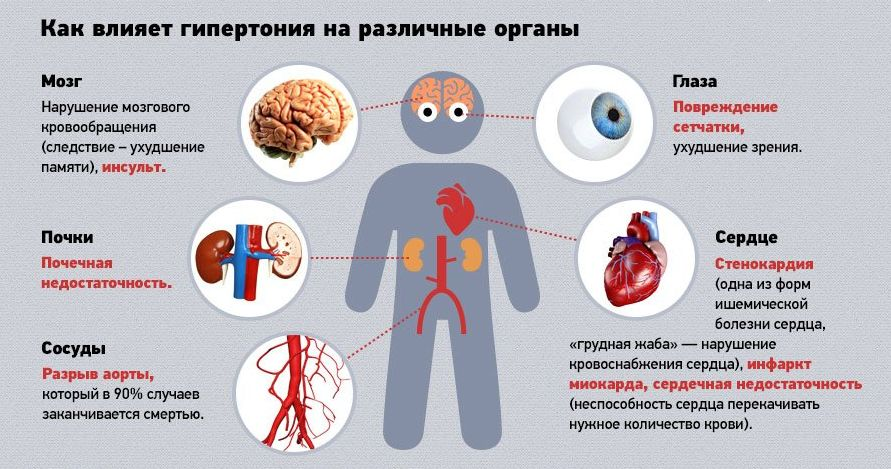 Как влияет гипертония на различные органы
Мозг
Нарушение мозгового
кровообращения
(следствие – ухудшение
памяти), инсульт.
Почки
Почечная
недостаточность.
Сосуды
Разрыв аорты,
который в 90% случаев
заканчивается смертью.
Глаза
Повреждение
сетчатки,
ухудшение зрения.
Сердце
Стенокардия
(одна из форм
ишемической
болезни сердца,
«грудная жаба» — нарушение
кровоснабжения сердца), инфаркт
миокарда, сердечная недостаточность
(неспособность сердца перекачивать
нужное количество крови).